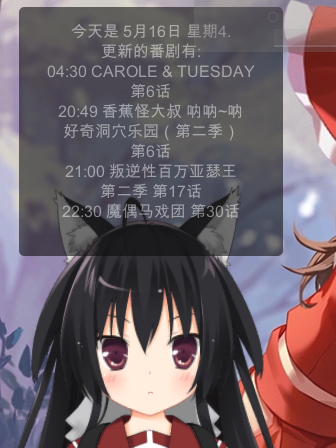 今天是 5月16日 星期4.
更新的番剧有:
04:30 CAROLE & TUESDAY
第6话
20:49 香蕉怪大叔 呐呐~呐
好奇洞穴乐园（第二季）
第6话
21:00 叛逆性百万亚瑟王
第二季 第17话
22:30 魔偶马戏团 第30话